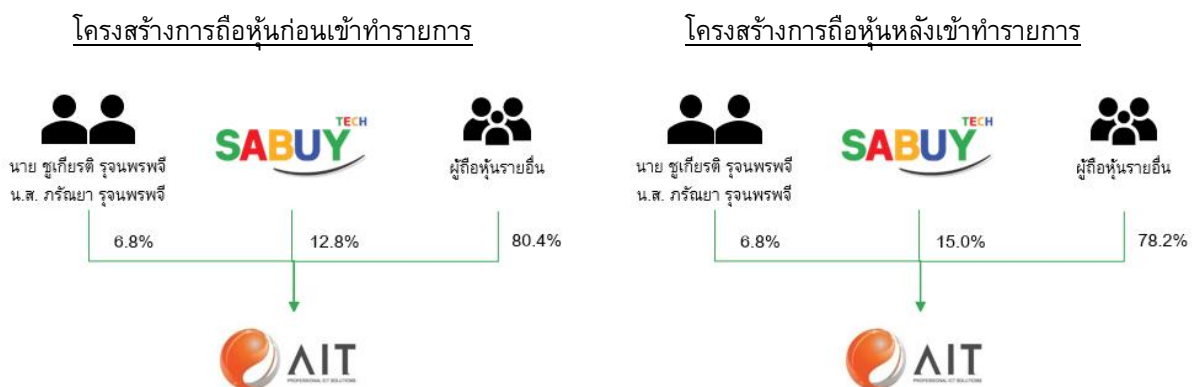 โครงสร้างการถือหุ้นก่อนเข้าทำรายการ
นาย ชูเกียรติ รุจนพรพจี
น.ส. ภรัณยา รุจนพรพจี
SABUY TECH
ผู้ถือหุ้นรายอื่น
6.8%
12.8%
80.4%
AIT
PROFESSIONAL ICT SOLUTIONS
โครงสร้างการถือหุ้นหลังเข้าทำรายการ
นาย ชูเกียรติ รุจนพรพจี
น.ส. ภรัณยา รุจนพรพจี
SABUY TECH
ผู้ถือหุ้นรายอื่น
6.8%
15.0%
78.2%
AIT
PROFESSIONAL ICT SOLUTIONS